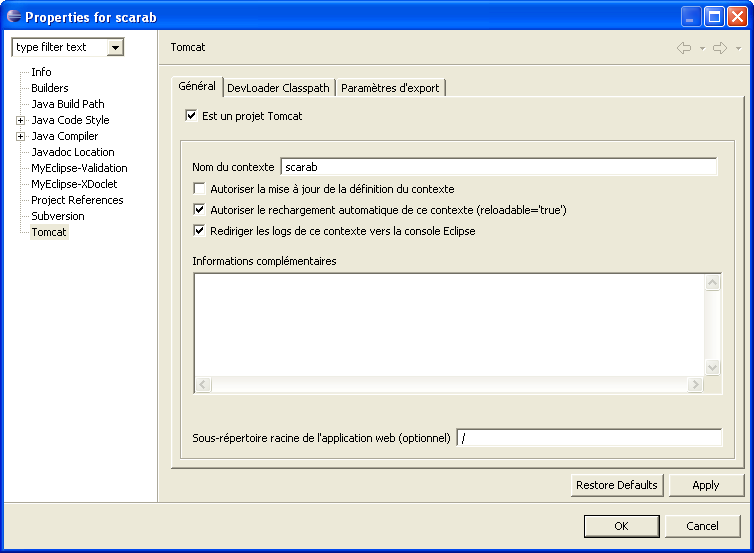 Properties for scarab
type filter text
Info
Builders
Java Build Path
Java Code Style
Java Compiler
Javadoc Location
MyEclipse-Validation
MyEclipse-XDoclet
Project References
Subversion
Tomcat
Tomcat
Général DevLoader Classpath Paramètres d'export
Est un projet Tomcat
Nom du contexte scarab
Autoriser la mise à jour de la définition du contexte
Autoriser le rechargement automatique de ce contexte (reloadable='true')
Rediriger les logs de ce contexte vers la console Eclipse
Informations complémentaires
Sous-répertoire racine de l'application web (optionnel) /
Restore Defaults Apply
OK Cancel